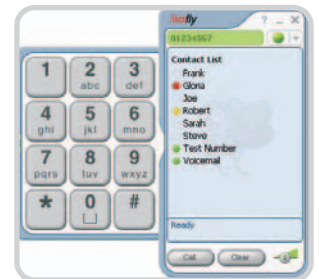 1
2
abc
3
def
4
ghi
5
jkl
6
mno
7
pqrs
8
tuv
9
wxyz
*
0
#
? _ X
01234567
Contact List
Frank
Gloria
Joe
Robert
Sarah
Steve
Test Number
Voicemail
Ready
Call
Clear